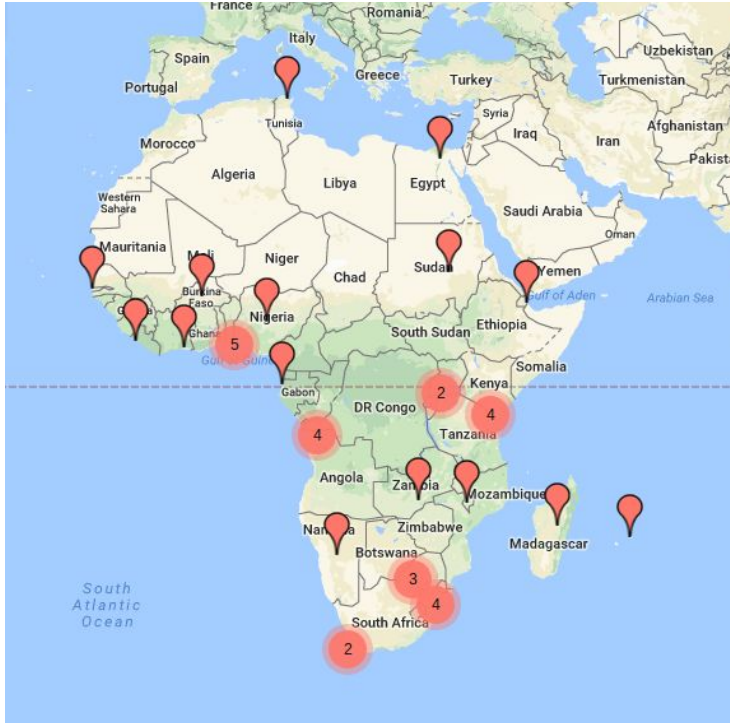 France
Romania
Italy
Spain
Portugal
Greece
Turkey
Uzbekistan
Turkmenistan
Syria
Afghanistan
Tunisia
Iraq
Iran
Morocco
Pakist
Algeria
Libya
Egypt
Western
Sahara
Saudi Arabia
Oman
Mauritania
Mali
Niger
Sudan
Chad
Yemen
Burkina
Faso
Gulf of Aden
Arabian Sea
Nigeria
Ghana
South Sudan
Ethiopia
5
Somalia
Gabon
Kenya
2
DR Congo
4
4
Tanzania
Angola
Zambia
Mozambique
Namibia
Zimbabwe
Madagascar
Botswana
3
4
South
Atlantic
Ocean
South Africa
2